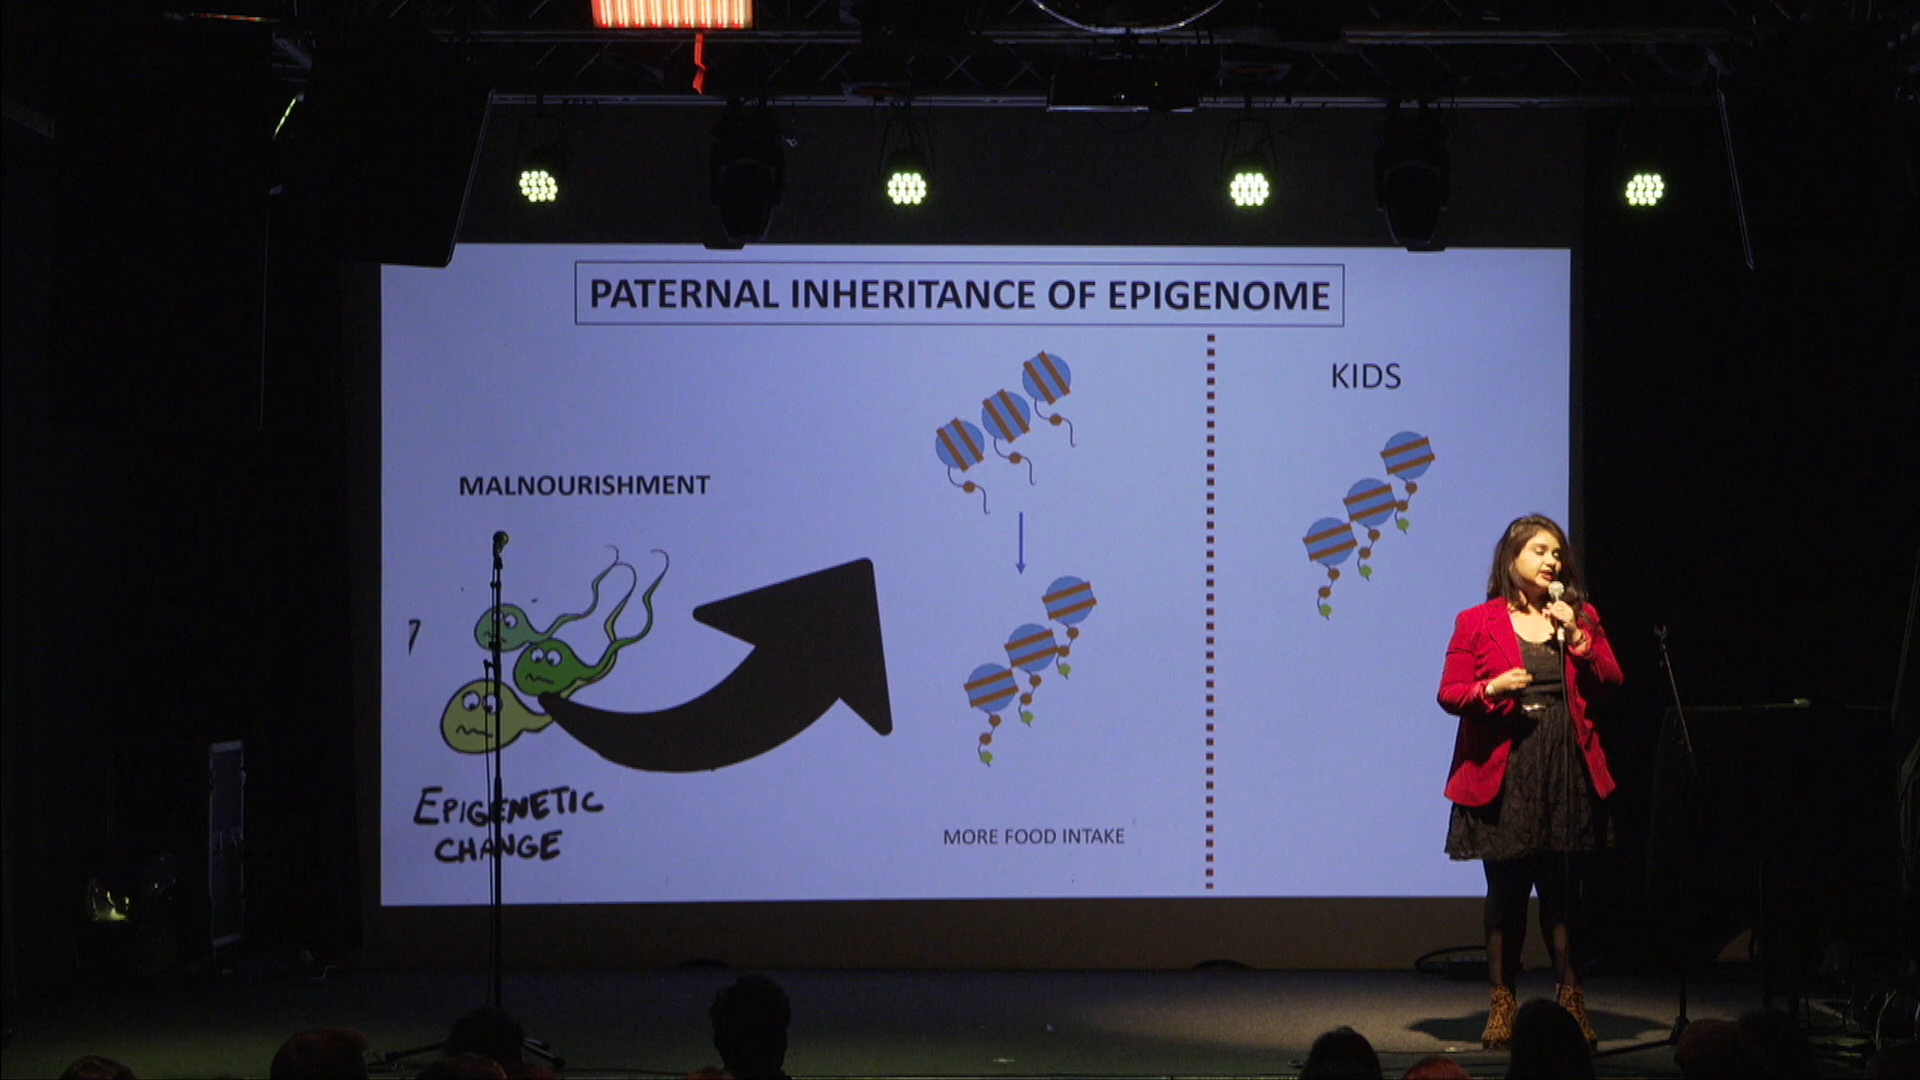 PATERNAL INHERITANCE OF EPIGENOME
KIDS
MALNOURISHMENT
?
EPIGENETIC
CHANGE
MORE FOOD INTAKE